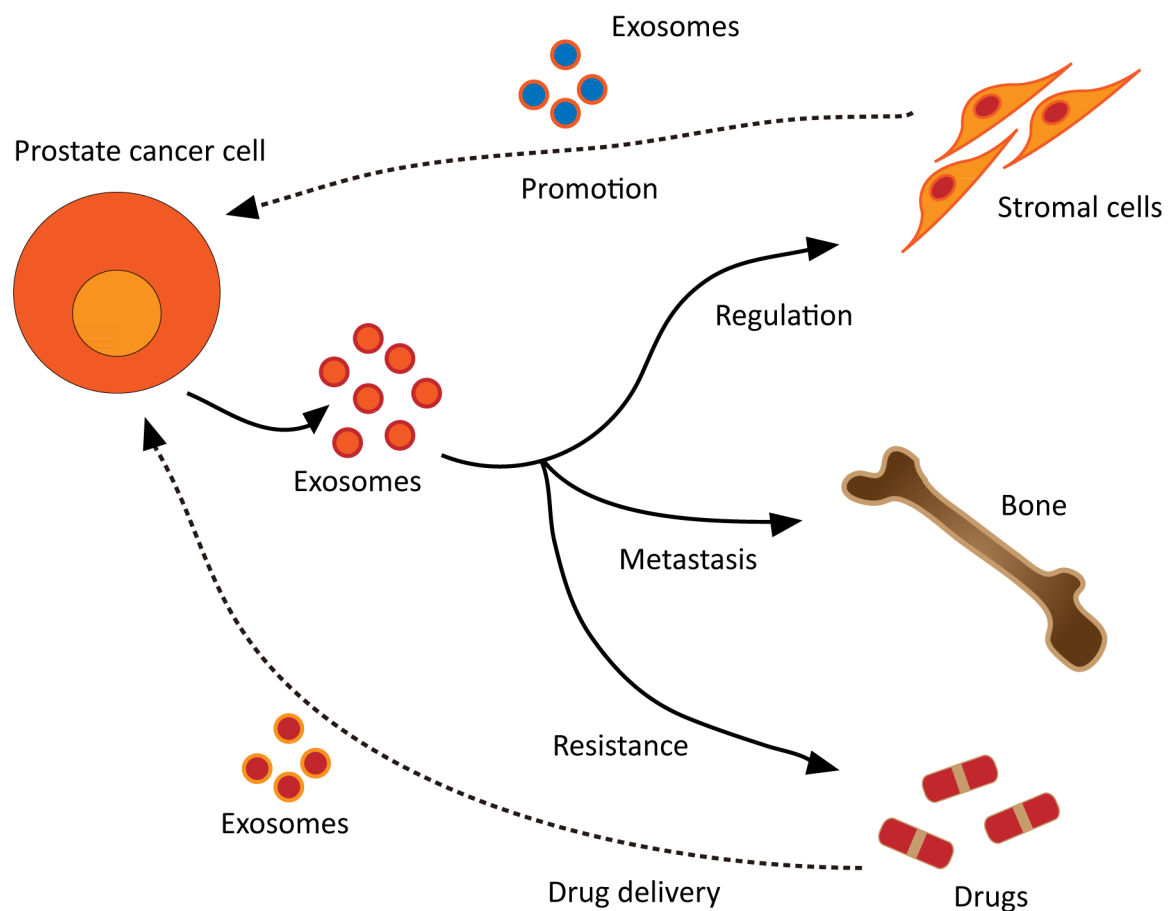 Exosomes
Prostate cancer cell
Promotion
Stromal cells
Regulation
Exosomes
Bone
Metastasis
Resistance
Exosomes
Drug delivery
Drugs